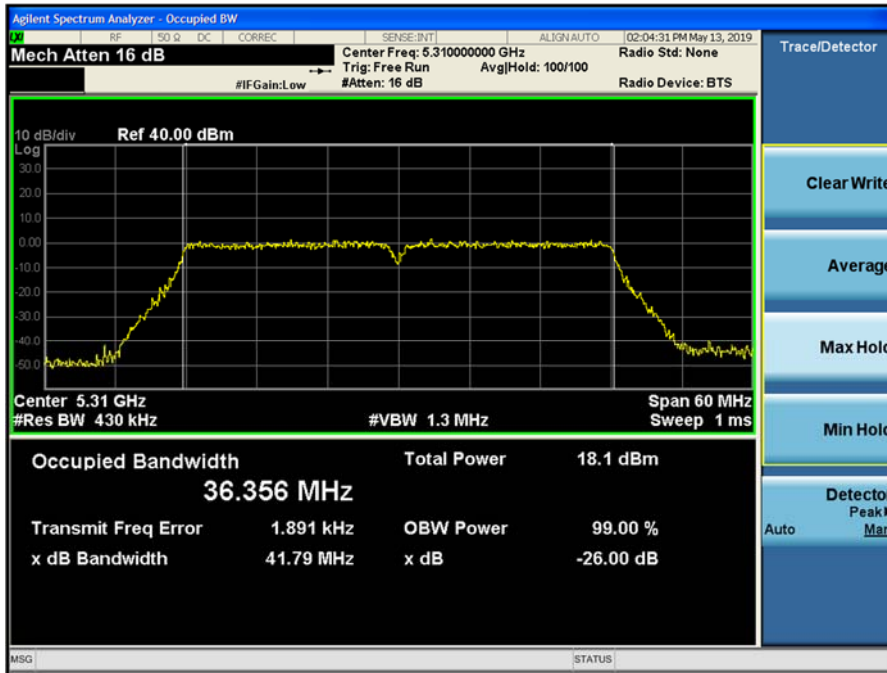 Agilent Spectrum Analyzer - Occupied BW
LXI RF 50 Ω DC CORREC SENSE:INT ALIGN AUTO 02:04:31 PM May 13, 2019
Mech Atten 16 dB
Center Freq: 5.310000000 GHz
Radio Std: None
Trig: Free Run Avg|Hold: 100/100
#IFGain:Low
#Atten: 16 dB
Radio Device: BTS
10 dB/div Ref 40.00 dBm
Log
30.0
20.0
10.0
0.00
-10.0
-20.0
-30.0
-40.0
-50.0
Center 5.31 GHz
Span 60 MHz
#Res BW 430 kHz
#VBW 1.3 MHz
Sweep 1 ms
Occupied Bandwidth
Total Power 18.1 dBm
36.356 MHz
Transmit Freq Error 1.891 kHz
OBW Power 99.00 %
x dB Bandwidth 41.79 MHz
x dB -26.00 dB
MSG
STATUS
Trace/Detector
Clear Write
Average
Max Hold
Min Hold
Detector
Peak
Auto Man